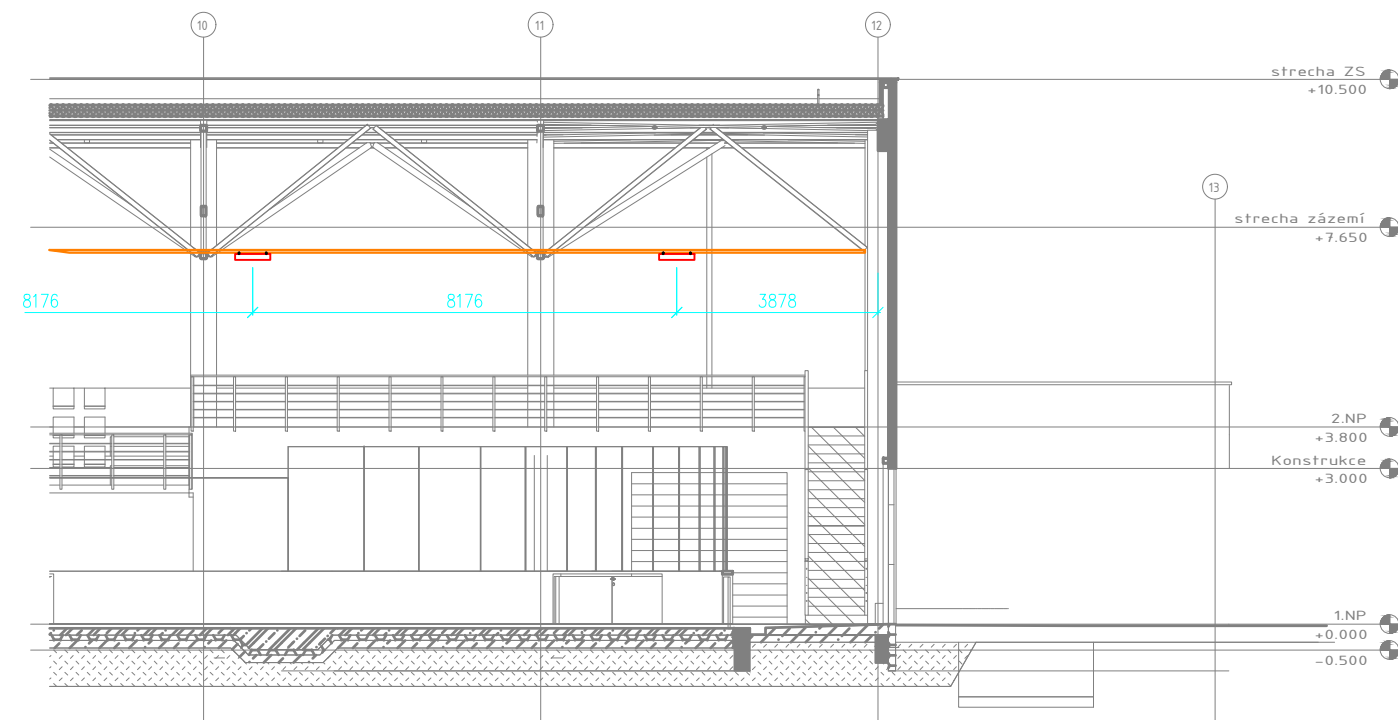 10
11
12
strecha ZS
+10.500
13
strecha zázemí
+7.650
8176
8176
3878
2.NP
+3.800
Konstrukce
+3.000
1.NP
+0.000
-0.500